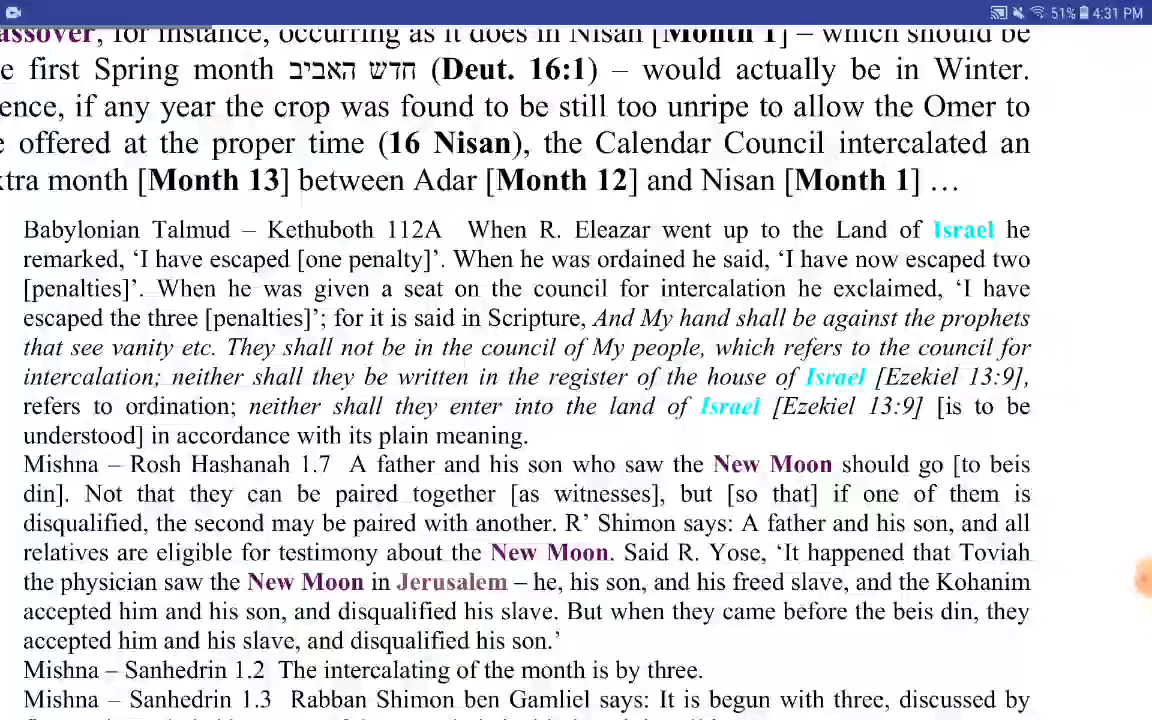 51% 4:31 PM
assover, for instance, occurring as it does in Nisan [Month 1] – which should be
e first Spring month חדש האביב (Deut. 16:1) – would actually be in Winter.
ence, if any year the crop was found to be still too unripe to allow the Omer to
e offered at the proper time (16 Nisan), the Calendar Council intercalated an
xtra month [Month 13] between Adar [Month 12] and Nisan [Month 1] …
Babylonian Talmud – Kethuboth 112A When R. Eleazar went up to the Land of Israel he
remarked, ‘I have escaped [one penalty]’. When he was ordained he said, ‘I have now escaped two
[penalties]’. When he was given a seat on the council for intercalation he exclaimed, ‘I have
escaped the three [penalties]’; for it is said in Scripture, And My hand shall be against the prophets
that see vanity etc. They shall not be in the council of My people, which refers to the council for
intercalation; neither shall they be written in the register of the house of Israel [Ezekiel 13:9],
refers to ordination; neither shall they enter into the land of Israel [Ezekiel 13:9] [is to be
understood] in accordance with its plain meaning.
Mishna – Rosh Hashanah 1.7 A father and his son who saw the New Moon should go [to beis
din]. Not that they can be paired together [as witnesses], but [so that] if one of them is
disqualified, the second may be paired with another. R’ Shimon says: A father and his son, and all
relatives are eligible for testimony about the New Moon. Said R. Yose, ‘It happened that Toviah
the physician saw the New Moon in Jerusalem – he, his son, and his freed slave, and the Kohanim
accepted him and his son, and disqualified his slave. But when they came before the beis din, they
accepted him and his slave, and disqualified his son.’
Mishna – Sanhedrin 1.2 The intercalating of the month is by three.
Mishna – Sanhedrin 1.3 Rabban Shimon ben Gamliel says: It is begun with three, discussed by